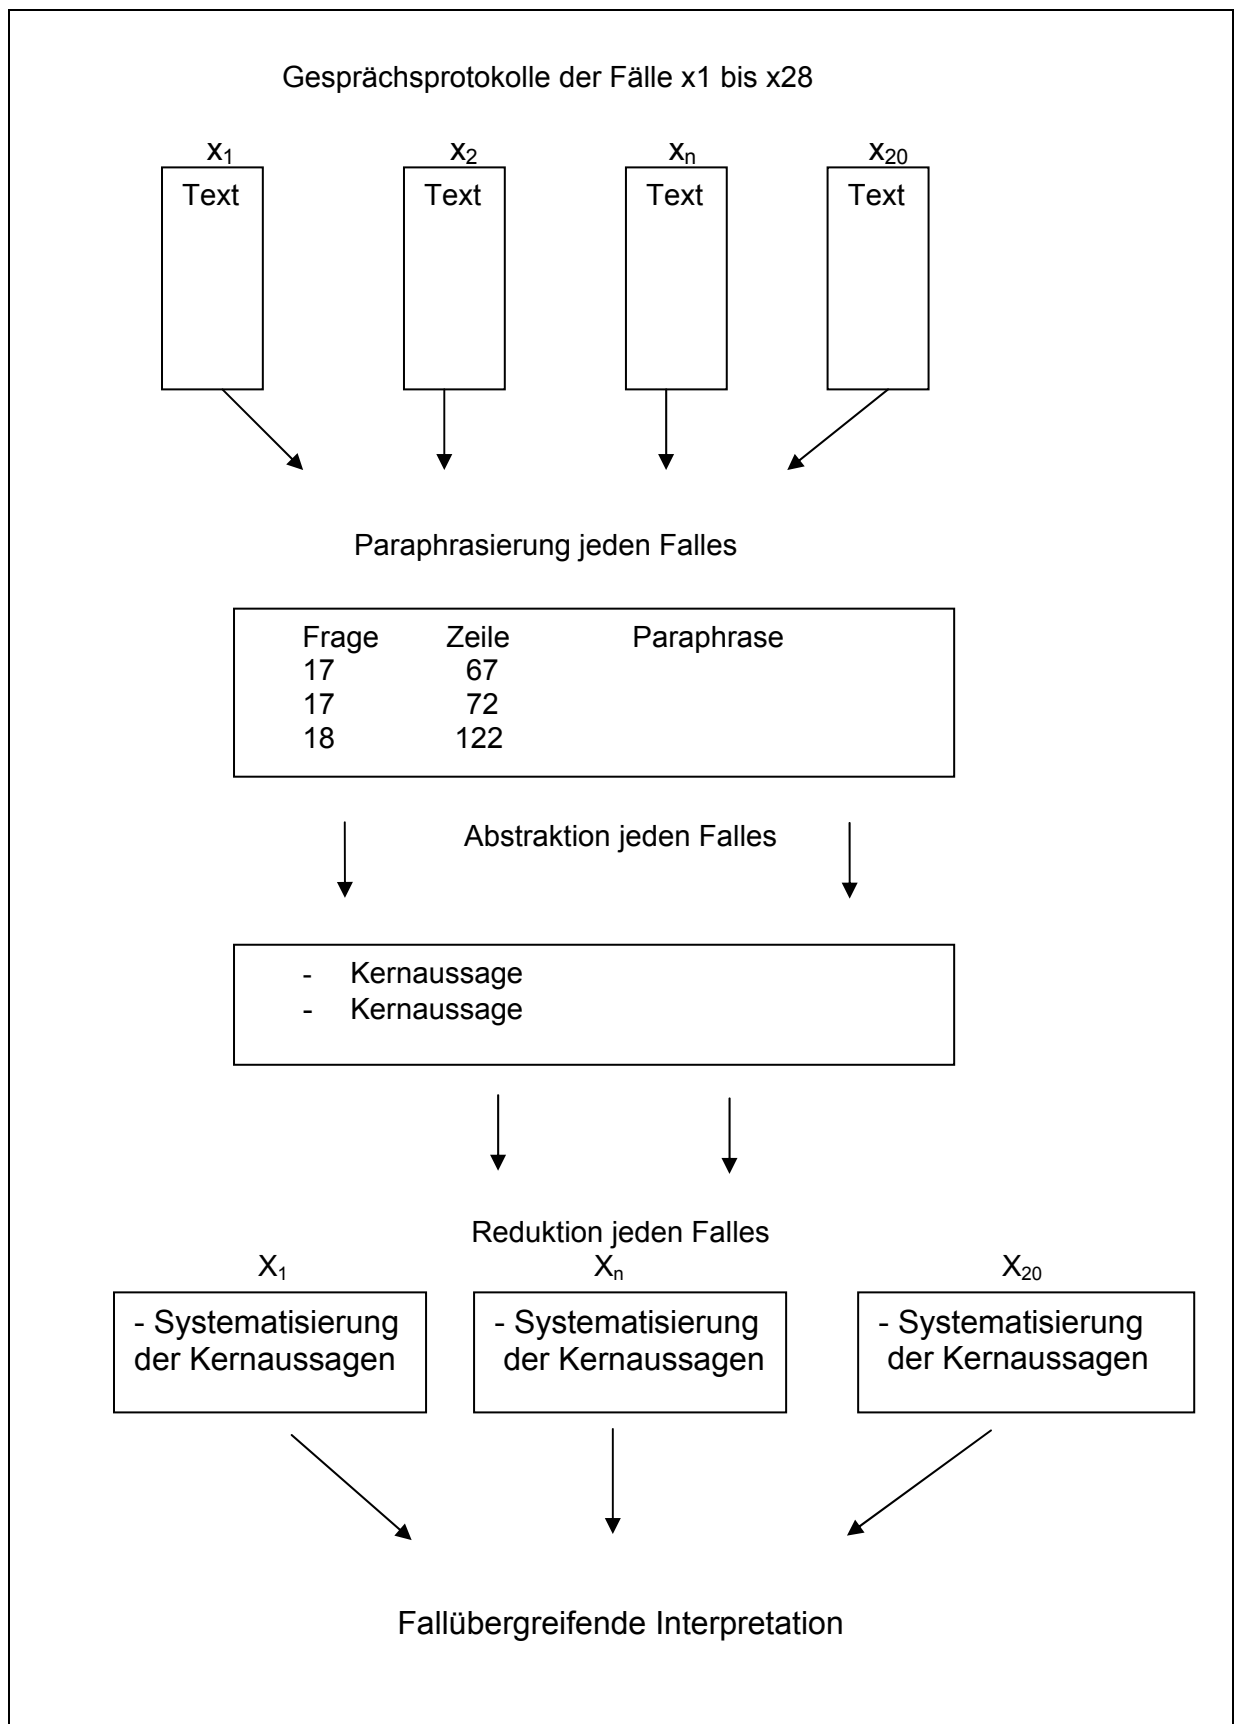 Gesprächsprotokolle der Fälle x1 bis x28
x₁ x₂ xₙ x₂₀
Text Text Text Text
Paraphrasierung jeden Falles
Frage Zeile Paraphrase
17 67
17 72
18 122
Abstraktion jeden Falles
- Kernaussage
- Kernaussage
Reduktion jeden Falles
X₁ Xₙ X₂₀
- Systematisierung
der Kernaussagen
- Systematisierung
der Kernaussagen
- Systematisierung
der Kernaussagen
Fallübergreifende Interpretation